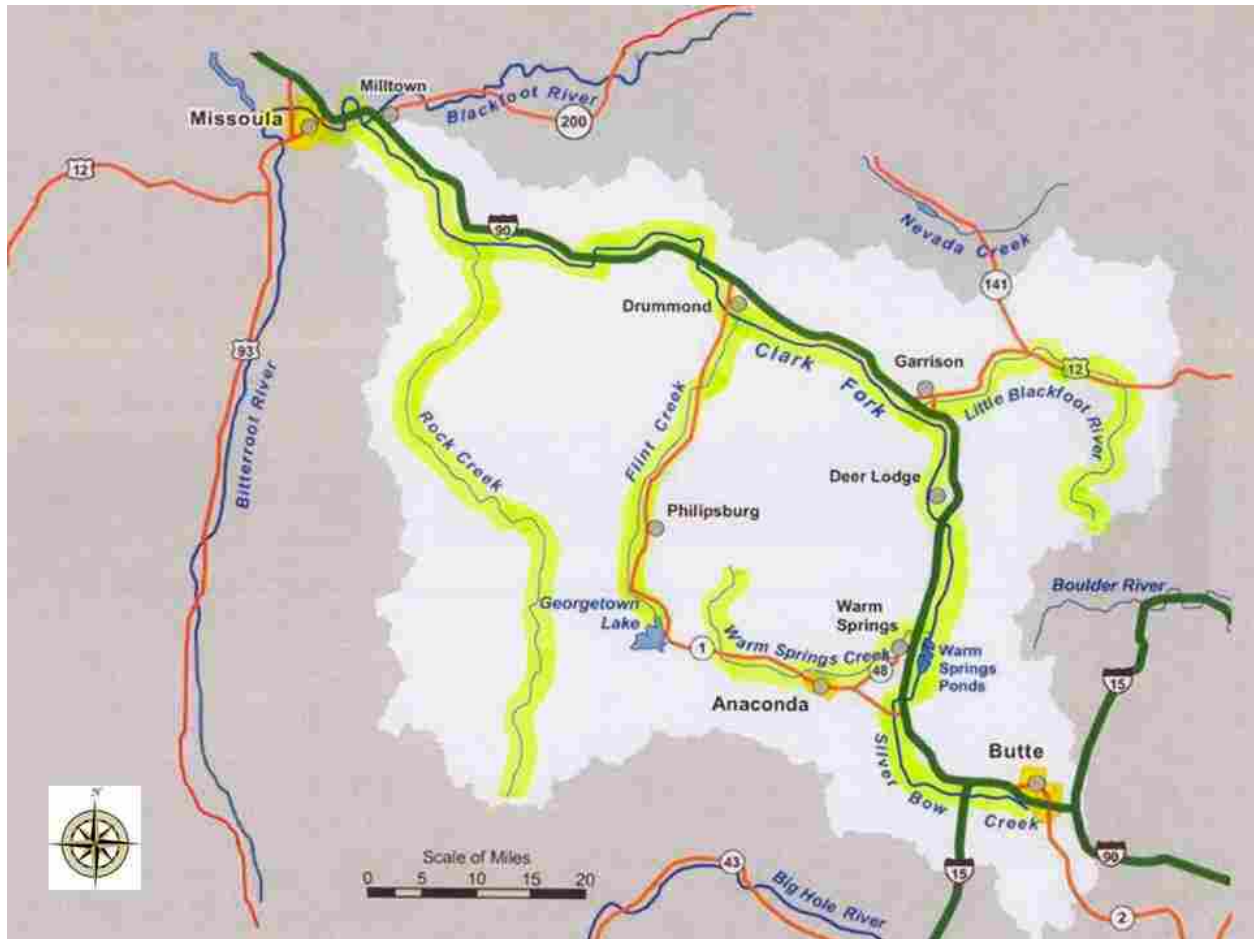 Milltown
Missoula
Blackfoot River
200
12
90
Nevada Creek
141
Drummond
93
Bitterroot River
Clark Fork
Garrison
12
Little Blackfoot River
Flint Creek
Rock Creek
Deer Lodge
Philipsburg
Boulder River
Georgetown
Lake
Warm
Springs
1
Warm Springs Creek
48
Warm
Springs
Ponds
15
Anaconda
Silver Bow Creek
Butte
N
Scale of Miles
0 5 10 15 20
43
15
90
Big Hole River
2